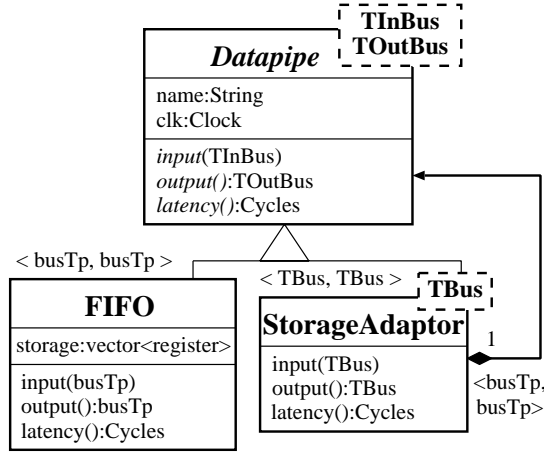 TInBus
TOutBus
Datapipe
name:String
clk:Clock
input(TInBus)
output():TOutBus
latency():Cycles
< busTp, busTp >
< TBus, TBus >
TBus
FIFO
storage:vector<register>
input(busTp)
output():busTp
latency():Cycles
StorageAdaptor
input(TBus)
output():TBus
latency():Cycles
1
<busTp,
busTp>